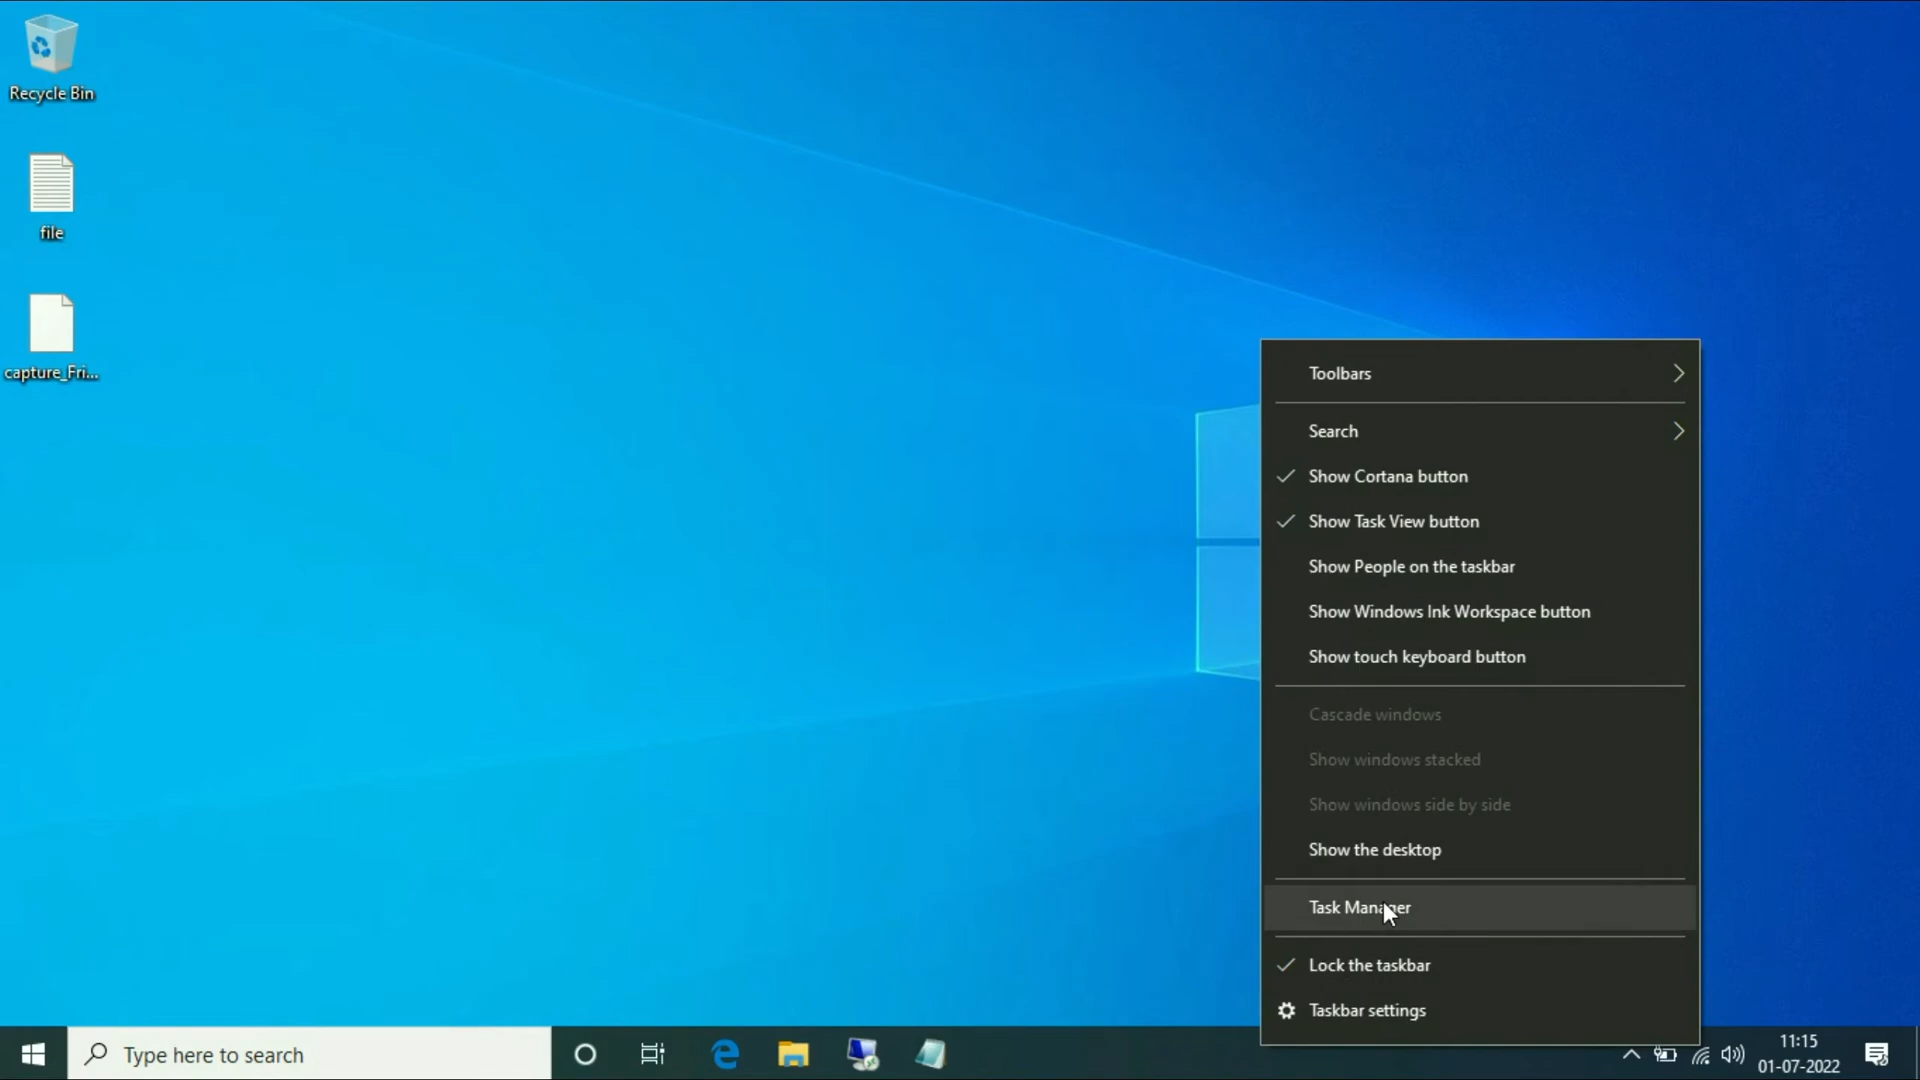 Recycle Bin
file
capture_Fri...
Toolbars
Search
Show Cortana button
Show Task View button
Show People on the taskbar
Show Windows Ink Workspace button
Show touch keyboard button
Cascade windows
Show windows stacked
Show windows side by side
Show the desktop
Task Manager
Lock the taskbar
Taskbar settings
Type here to search
11:15
01-07-2022